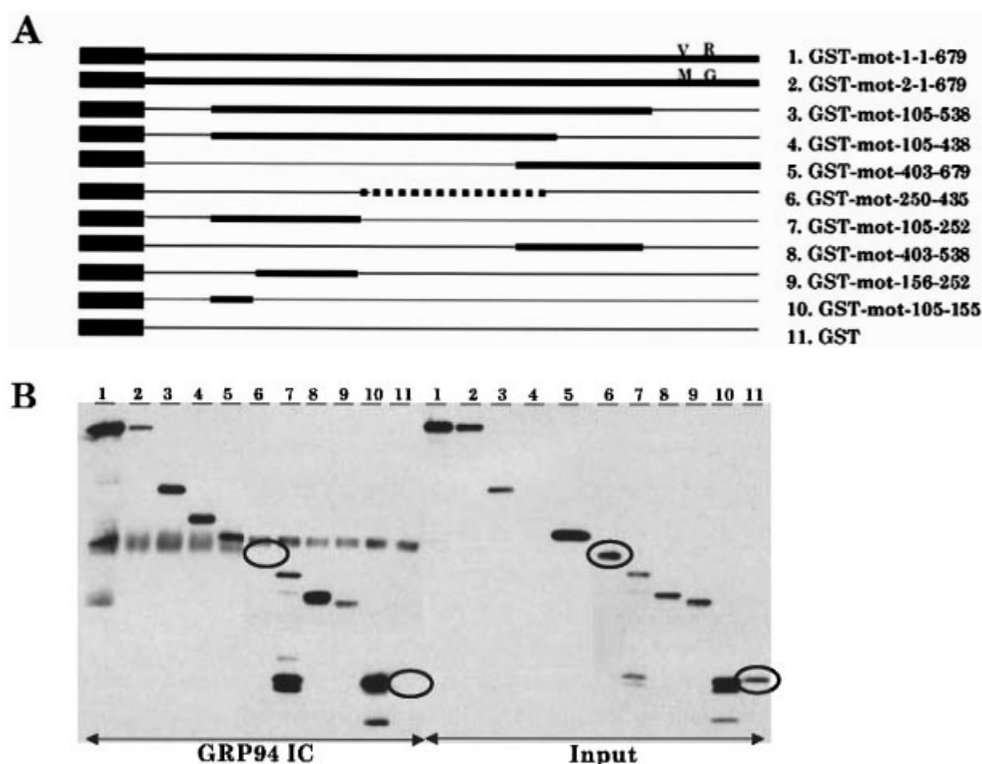 A
V R
M G
1. GST-mot-1-1-679
2. GST-mot-2-1-679
3. GST-mot-105-538
4. GST-mot-105-438
5. GST-mot-403-679
6. GST-mot-250-435
7. GST-mot-105-252
8. GST-mot-403-538
9. GST-mot-156-252
10. GST-mot-105-155
11. GST
B
1 2 3 4 5 6 7 8 9 10 11 1 2 3 4 5 6 7 8 9 10 11
GRP94 IC Input